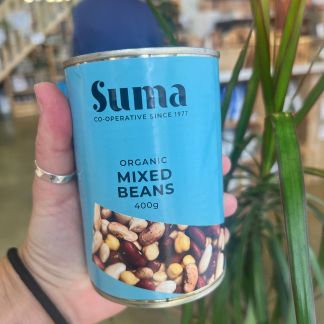 Suma
CO-OPERATIVE SINCE 1977
ORGANIC
MIXED
BEANS
400g